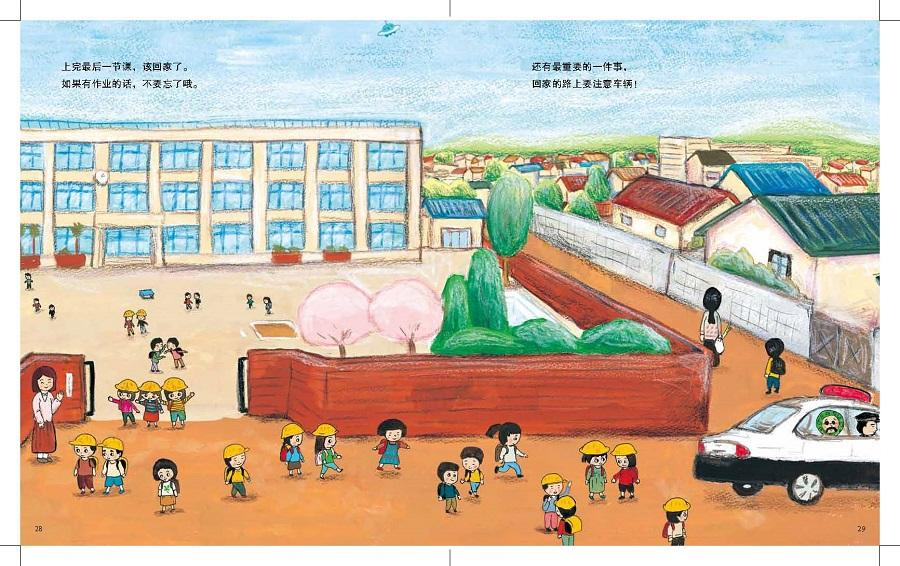 上完最后一节课，该回家了。
如果有作业的话，不要忘了哦。
还有最重要的一件事，
回家的路上要注意车辆！
28
29